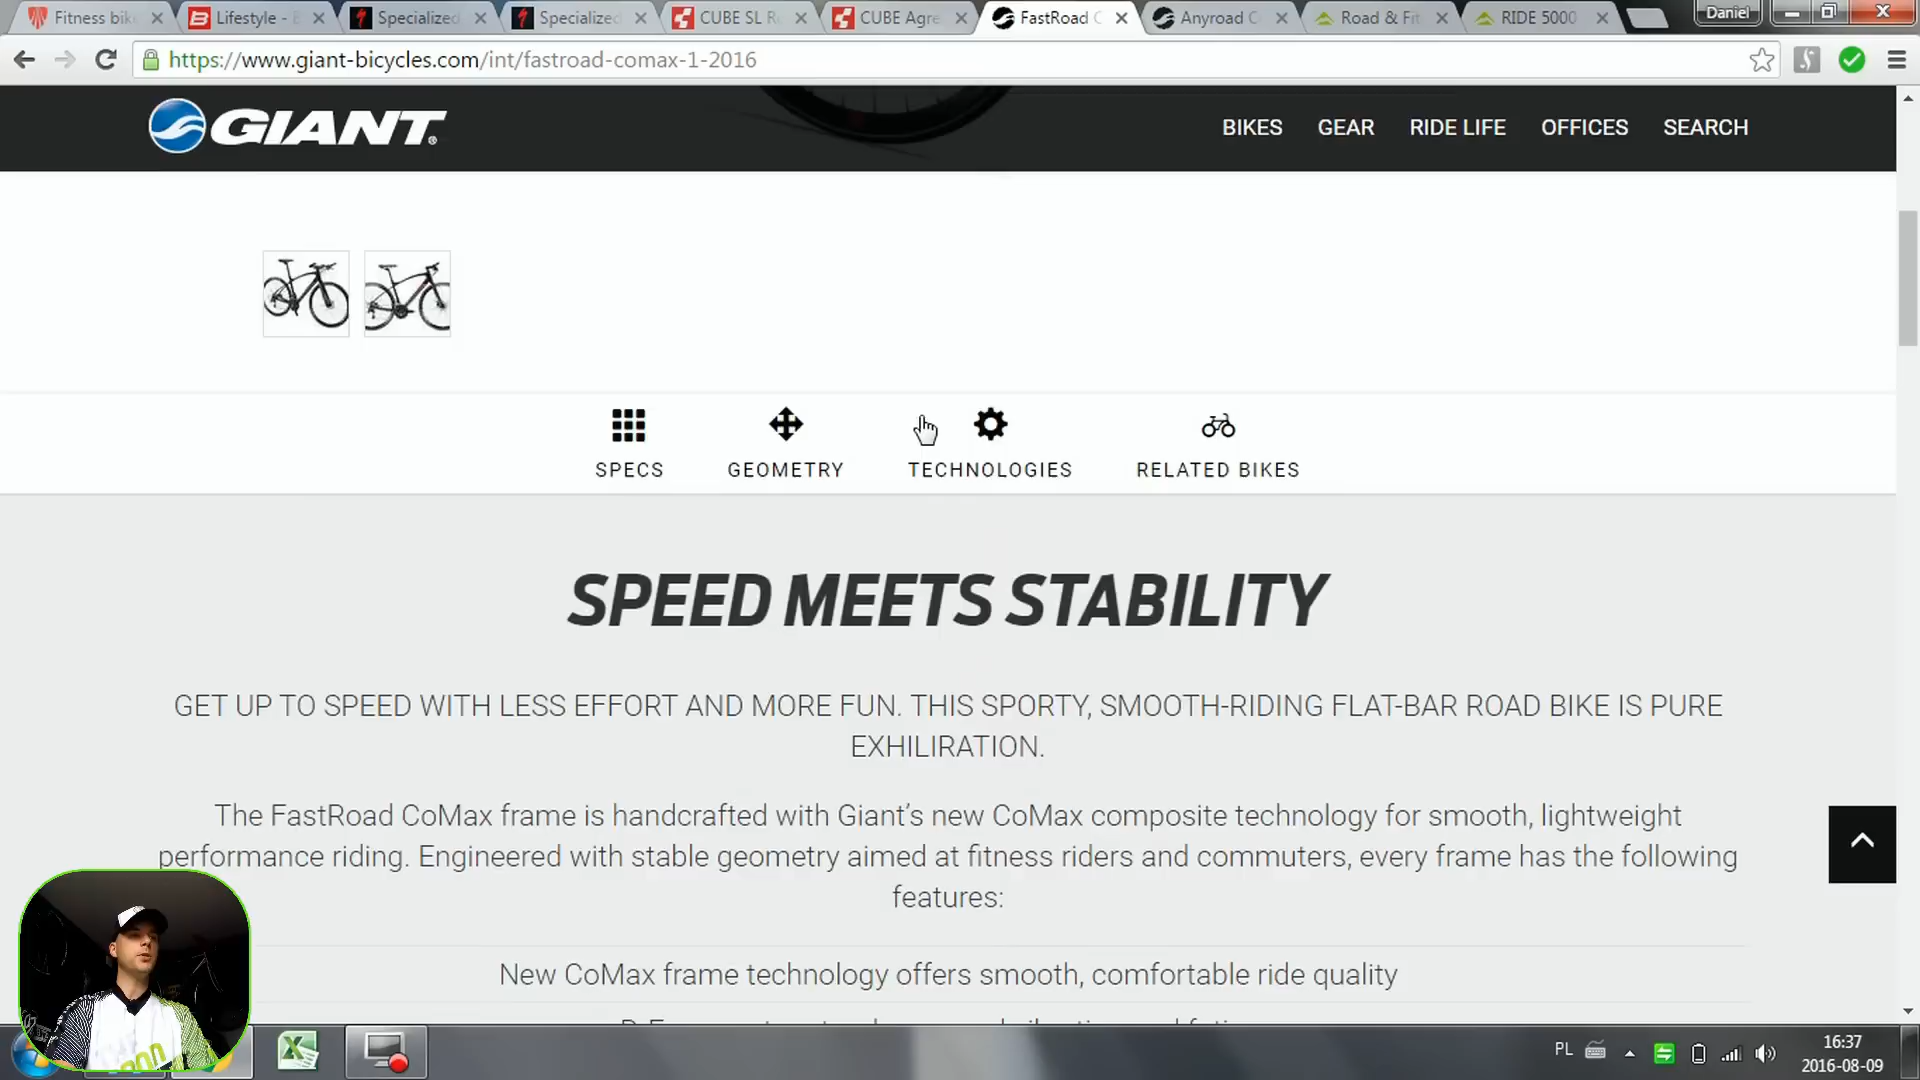 Fitness bik
Lifestyle - B
Specialized
Specialized
CUBE SL R
CUBE Agre
FastRoad C
Anyroad C
Road & Fit
RIDE 5000
Daniel
https://www.giant-bicycles.com/int/fastroad-comax-1-2016
GIANT
BIKES
GEAR
RIDE LIFE
OFFICES
SEARCH
SPECS
GEOMETRY
TECHNOLOGIES
RELATED BIKES
SPEED MEETS STABILITY
GET UP TO SPEED WITH LESS EFFORT AND MORE FUN. THIS SPORTY, SMOOTH-RIDING FLAT-BAR ROAD BIKE IS PURE
EXHILIRATION.
The FastRoad CoMax frame is handcrafted with Giant’s new CoMax composite technology for smooth, lightweight
performance riding. Engineered with stable geometry aimed at fitness riders and commuters, every frame has the following
features:
New CoMax frame technology offers smooth, comfortable ride quality
PL
16:37
2016-08-09